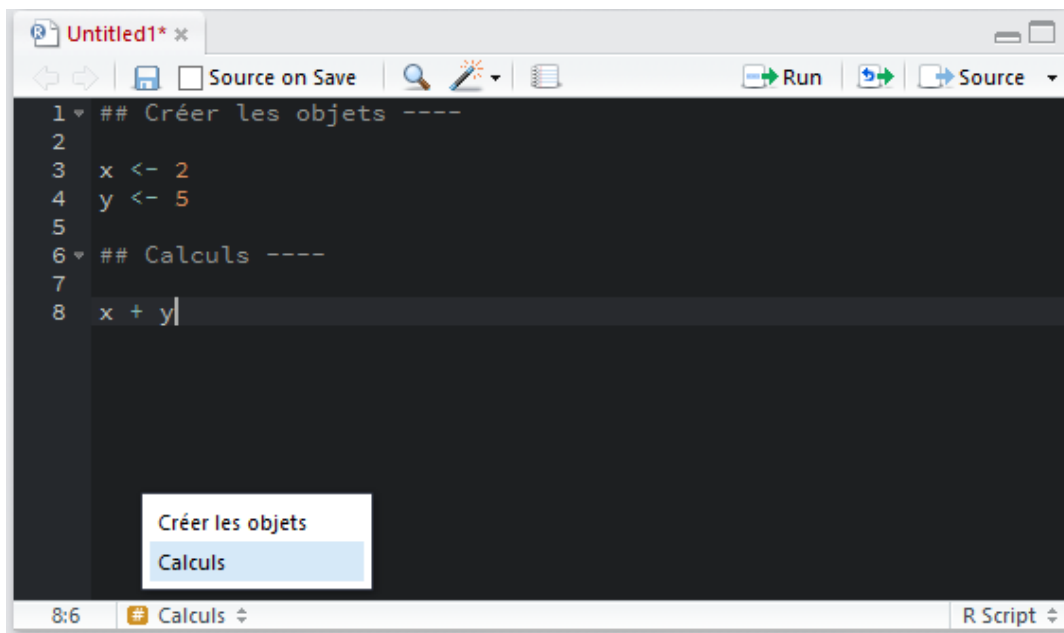 Untitled1*
Source on Save Run Source
1 ## Créer les objets ----
2
3 x <- 2
4 y <- 5
5
6 ## Calculs ----
7
8 x + y
Créer les objets
Calculs
8:6 # Calculs R Script